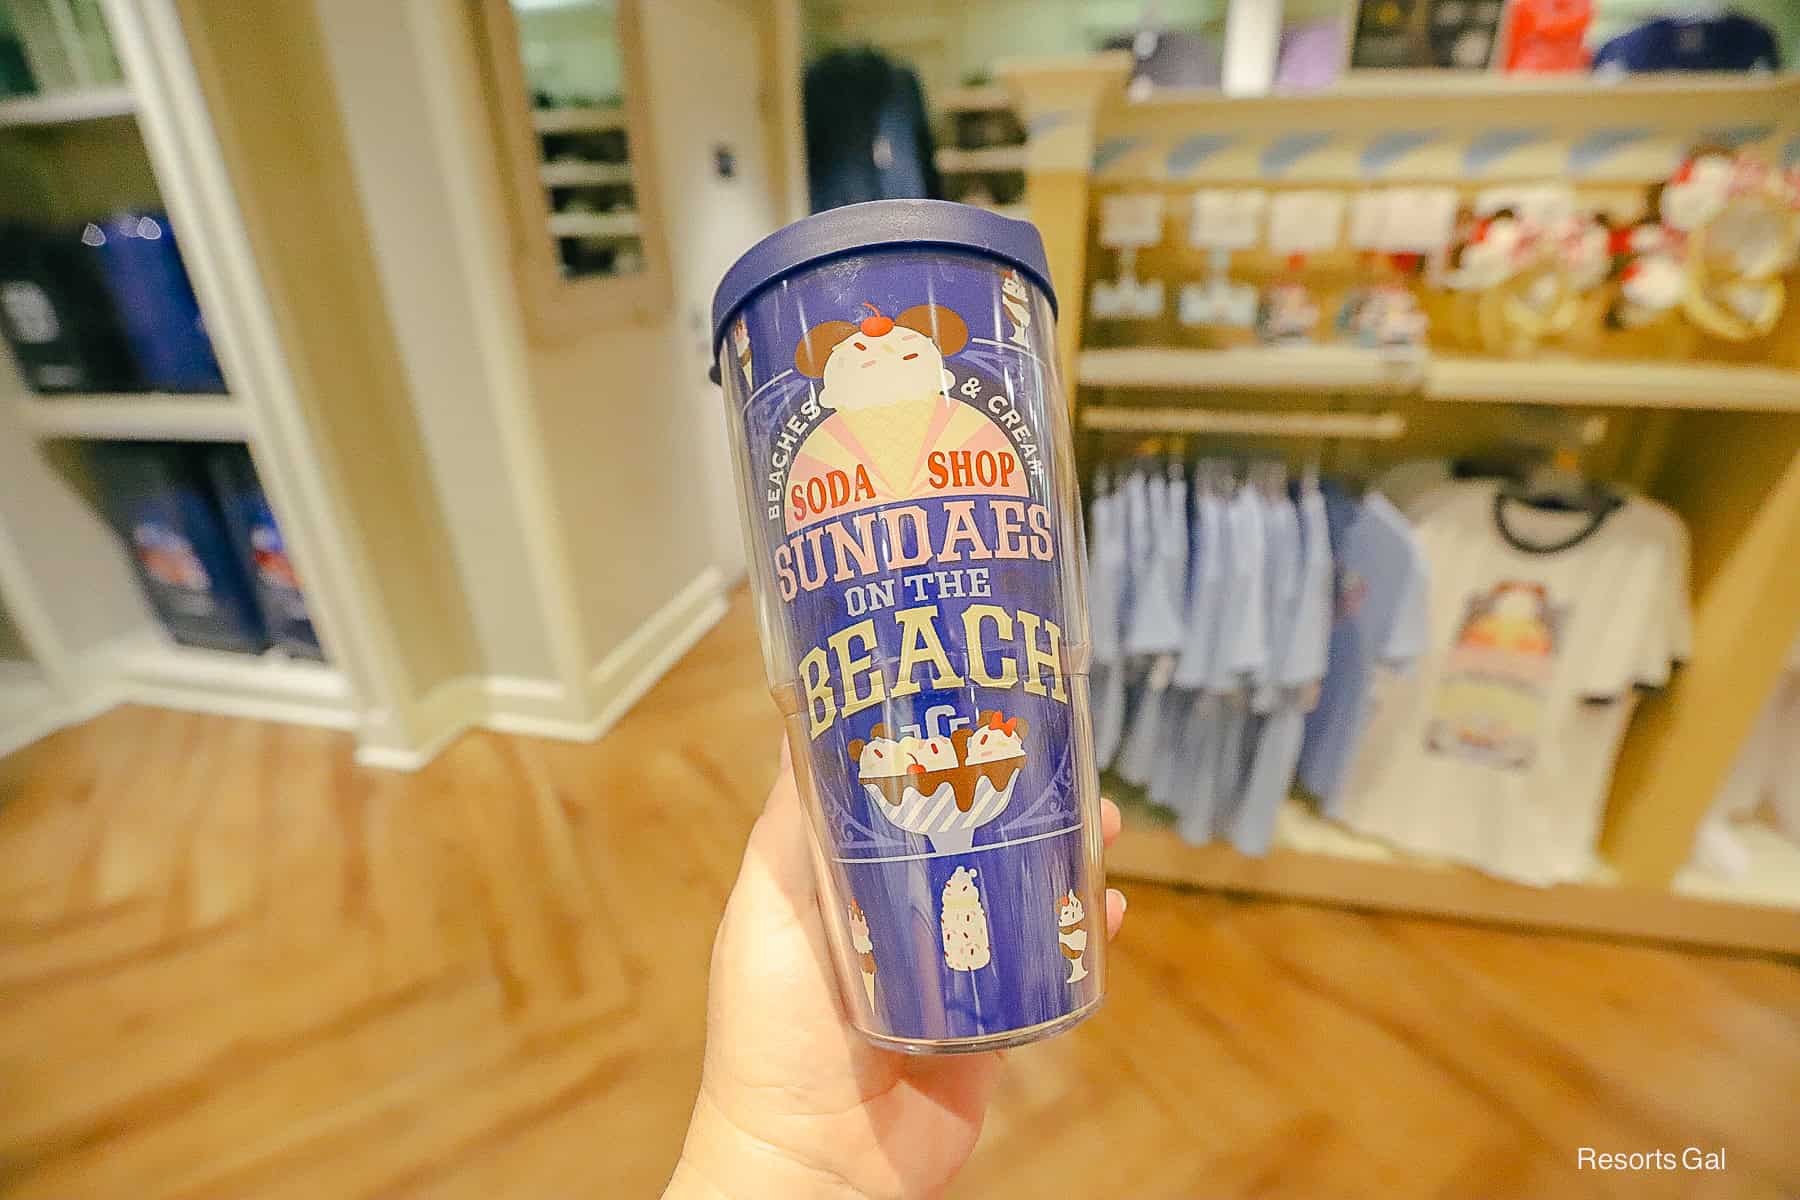 BEACHES & CREAM
SODA SHOP
SUNDAES
ON THE
BEACH
Resorts Gal